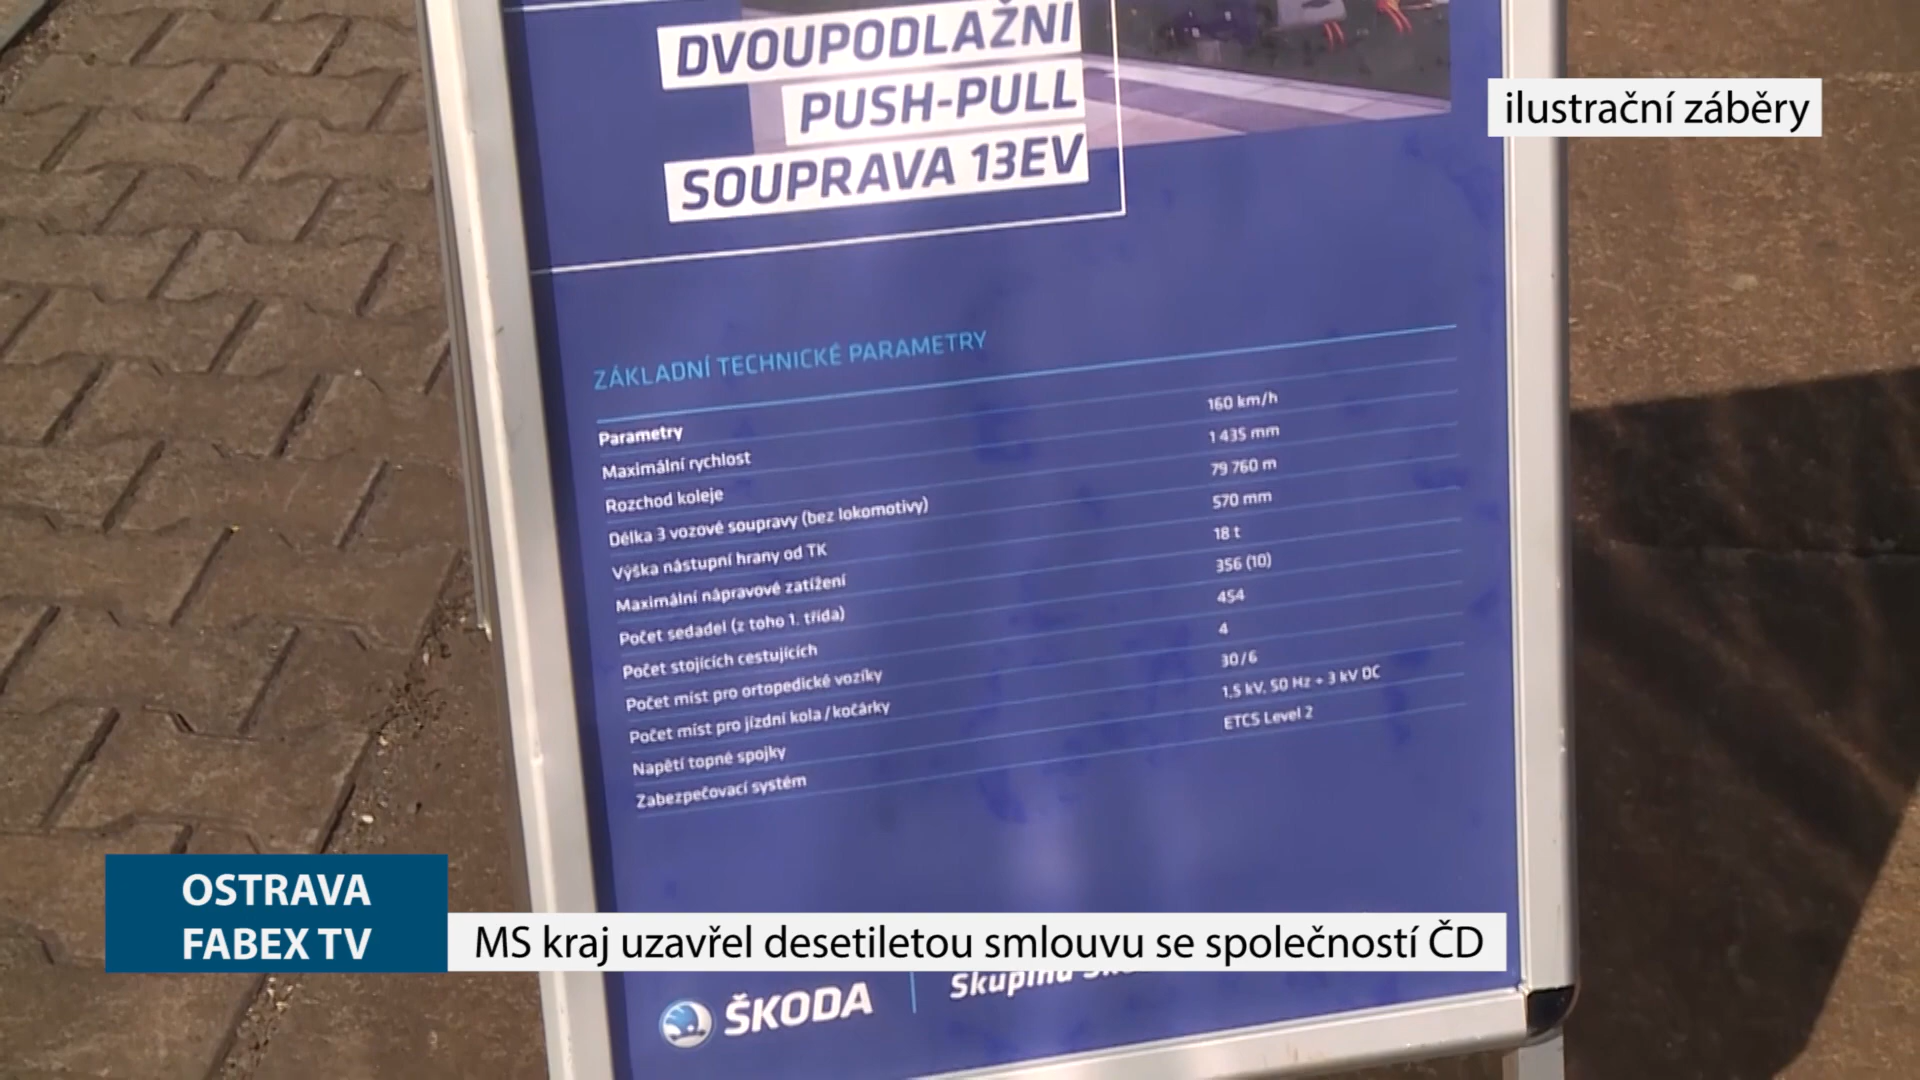 DVOUPODLAŽNÍ
PUSH-PULL
SOUPRAVA 13EV
ilustrační záběry
ZÁKLADNÍ TECHNICKÉ PARAMETRY
Parametry
Maximální rychlost 160 km/h
Rozchod koleje 1 435 mm
Délka 3 vozové soupravy (bez lokomotivy) 79 760 m
Výška nástupní hrany od TK 570 mm
Maximální nápravové zatížení 18 t
Počet sedadel (z toho 1. třída) 356 (10)
Počet stojících cestujících 454
Počet míst pro ortopedické vozíky 4
Počet míst pro jízdní kola / kočárky 30/6
Napětí topné spojky 1,5 kV, 50 Hz + 3 kV DC
Zabezpečovací systém ETCS Level 2
OSTRAVA
FABEX TV
MS kraj uzavřel desetiletou smlouvu se společností ČD
ŠKODA